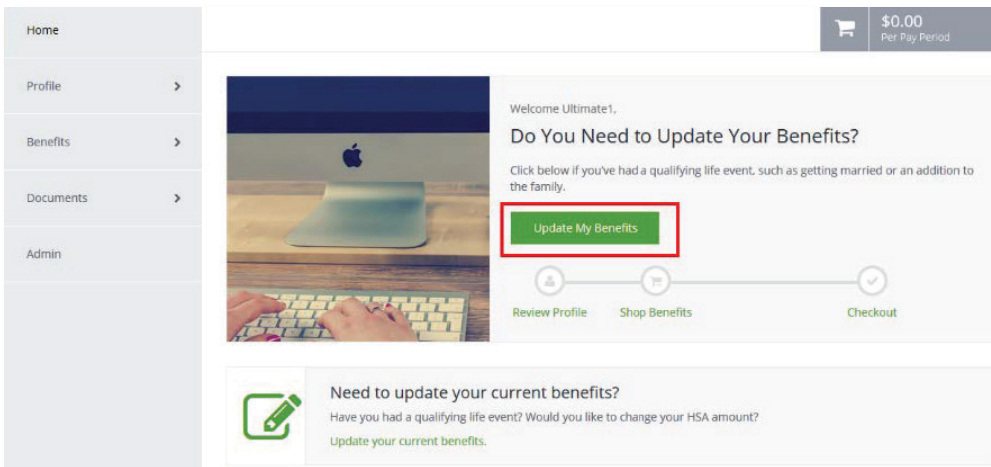 Home
Profile
Benefits
Documents
Admin
$0.00
Per Pay Period
Welcome Ultimate1,
Do You Need to Update Your Benefits?
Click below if you've had a qualifying life event, such as getting married or an addition to
the family.
Update My Benefits
Review Profile
Shop Benefits
Checkout
Need to update your current benefits?
Have you had a qualifying life event? Would you like to change your HSA amount?
Update your current benefits.